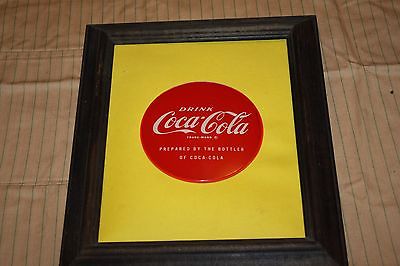 DRINK
Coca-Cola
TRADE-MARK ®
PREPARED BY THE BOTTLER
OF COCA-COLA